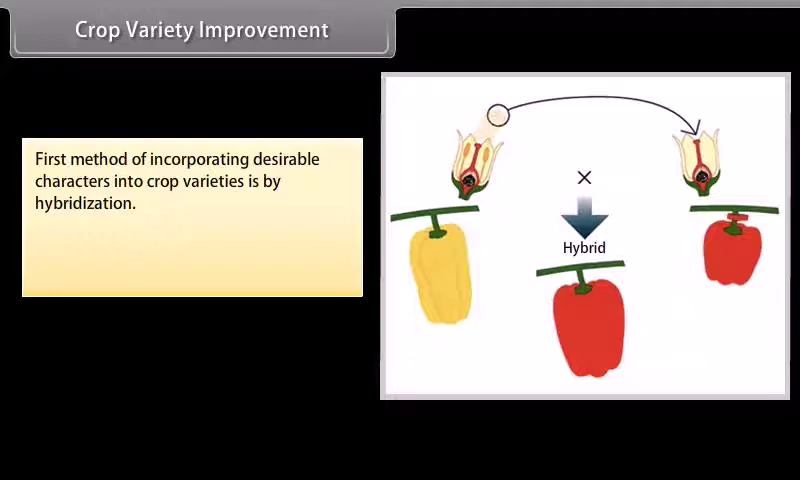 Crop Variety Improvement
First method of incorporating desirable
characters into crop varieties is by
hybridization.
×
Hybrid